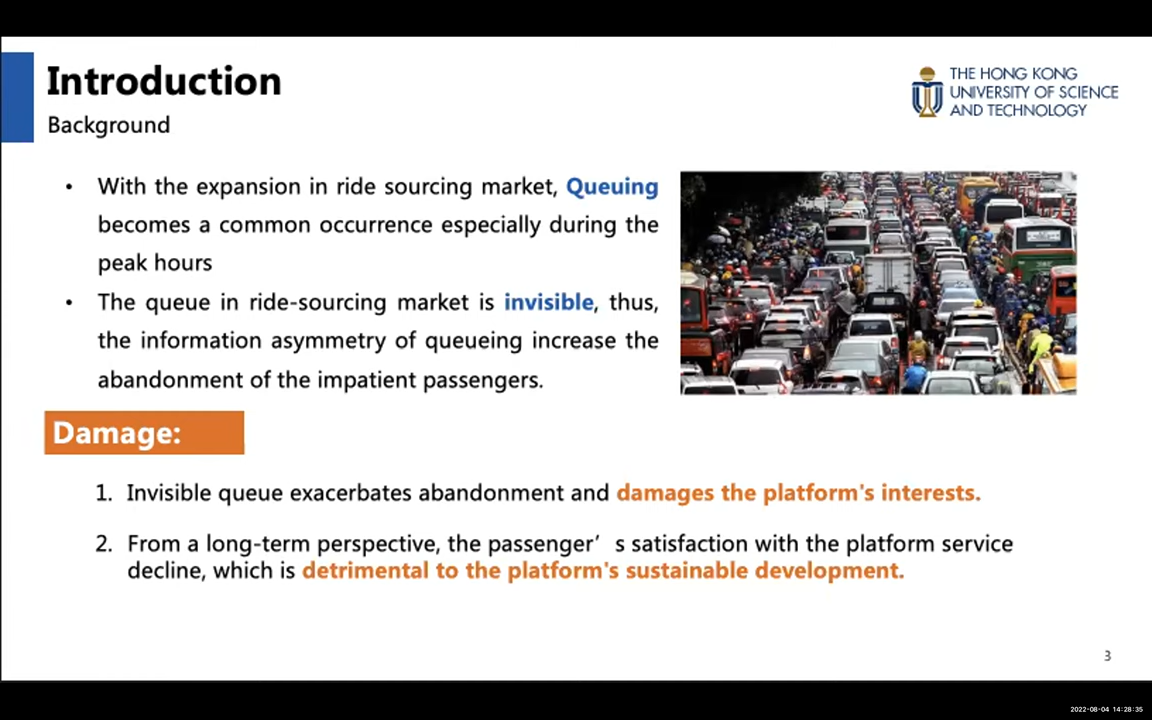 Introduction
Background
THE HONG KONG
UNIVERSITY OF SCIENCE
AND TECHNOLOGY
• With the expansion in ride sourcing market, Queuing
becomes a common occurrence especially during the
peak hours
• The queue in ride-sourcing market is invisible, thus,
the information asymmetry of queueing increase the
abandonment of the impatient passengers.
Damage:
1. Invisible queue exacerbates abandonment and damages the platform's interests.
2. From a long-term perspective, the passenger’ s satisfaction with the platform service
decline, which is detrimental to the platform's sustainable development.
3
2022-08-04 14:28:35